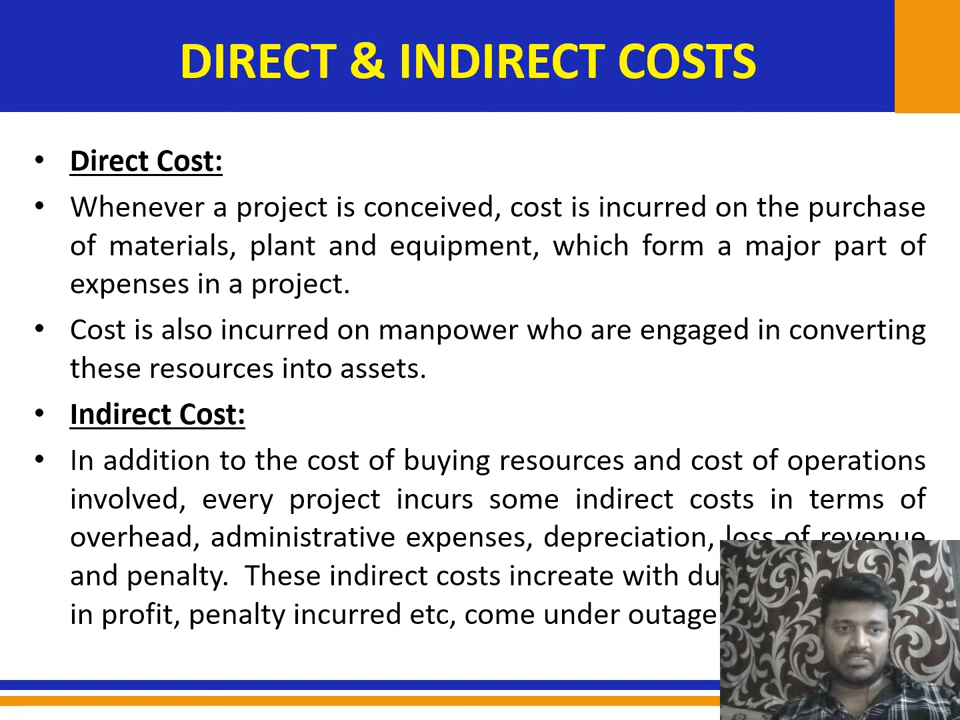 DIRECT & INDIRECT COSTS
• Direct Cost:
• Whenever a project is conceived, cost is incurred on the purchase
of materials, plant and equipment, which form a major part of
expenses in a project.
• Cost is also incurred on manpower who are engaged in converting
these resources into assets.
• Indirect Cost:
• In addition to the cost of buying resources and cost of operations
involved, every project incurs some indirect costs in terms of
overhead, administrative expenses, depreciation, loss of revenue
and penalty. These indirect costs increate with
in profit, penalty incurred etc, come under outage